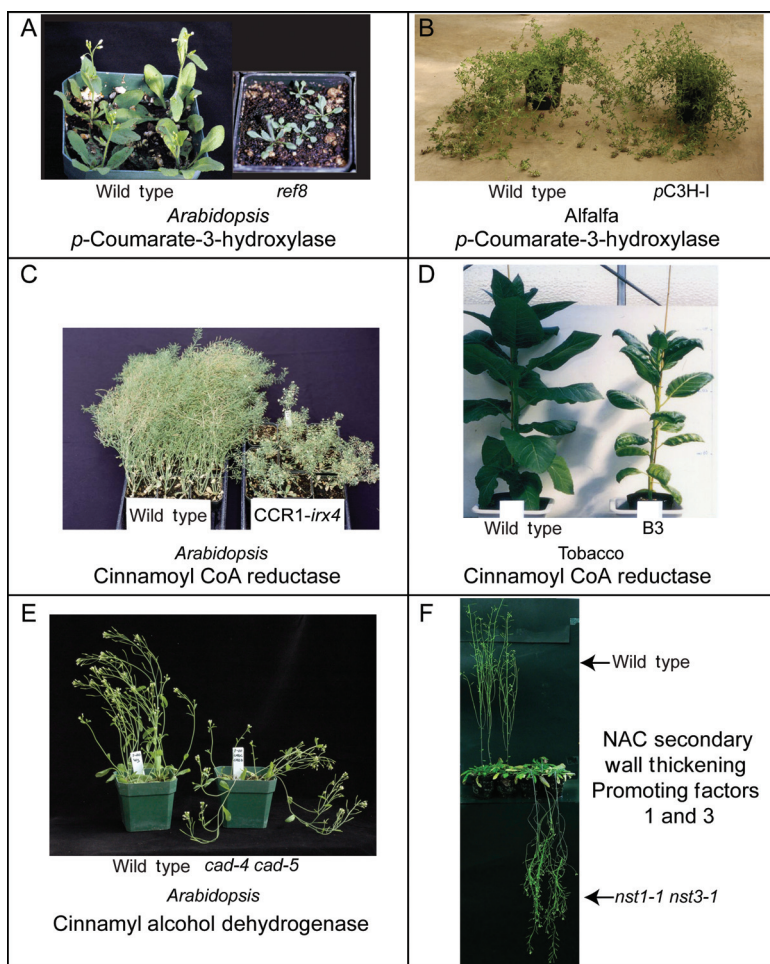 A
Wild type
ref8
Arabidopsis
p-Coumarate-3-hydroxylase
B
Wild type
pC3H-I
Alfalfa
p-Coumarate-3-hydroxylase
C
Wild type
CCR1-irx4
Arabidopsis
Cinnamoyl CoA reductase
D
Wild type
B3
Tobacco
Cinnamoyl CoA reductase
E
Wild type
cad-4 cad-5
Arabidopsis
Cinnamyl alcohol dehydrogenase
F
Wild type
NAC secondary
wall thickening
Promoting factors
1 and 3
nst1-1 nst3-1